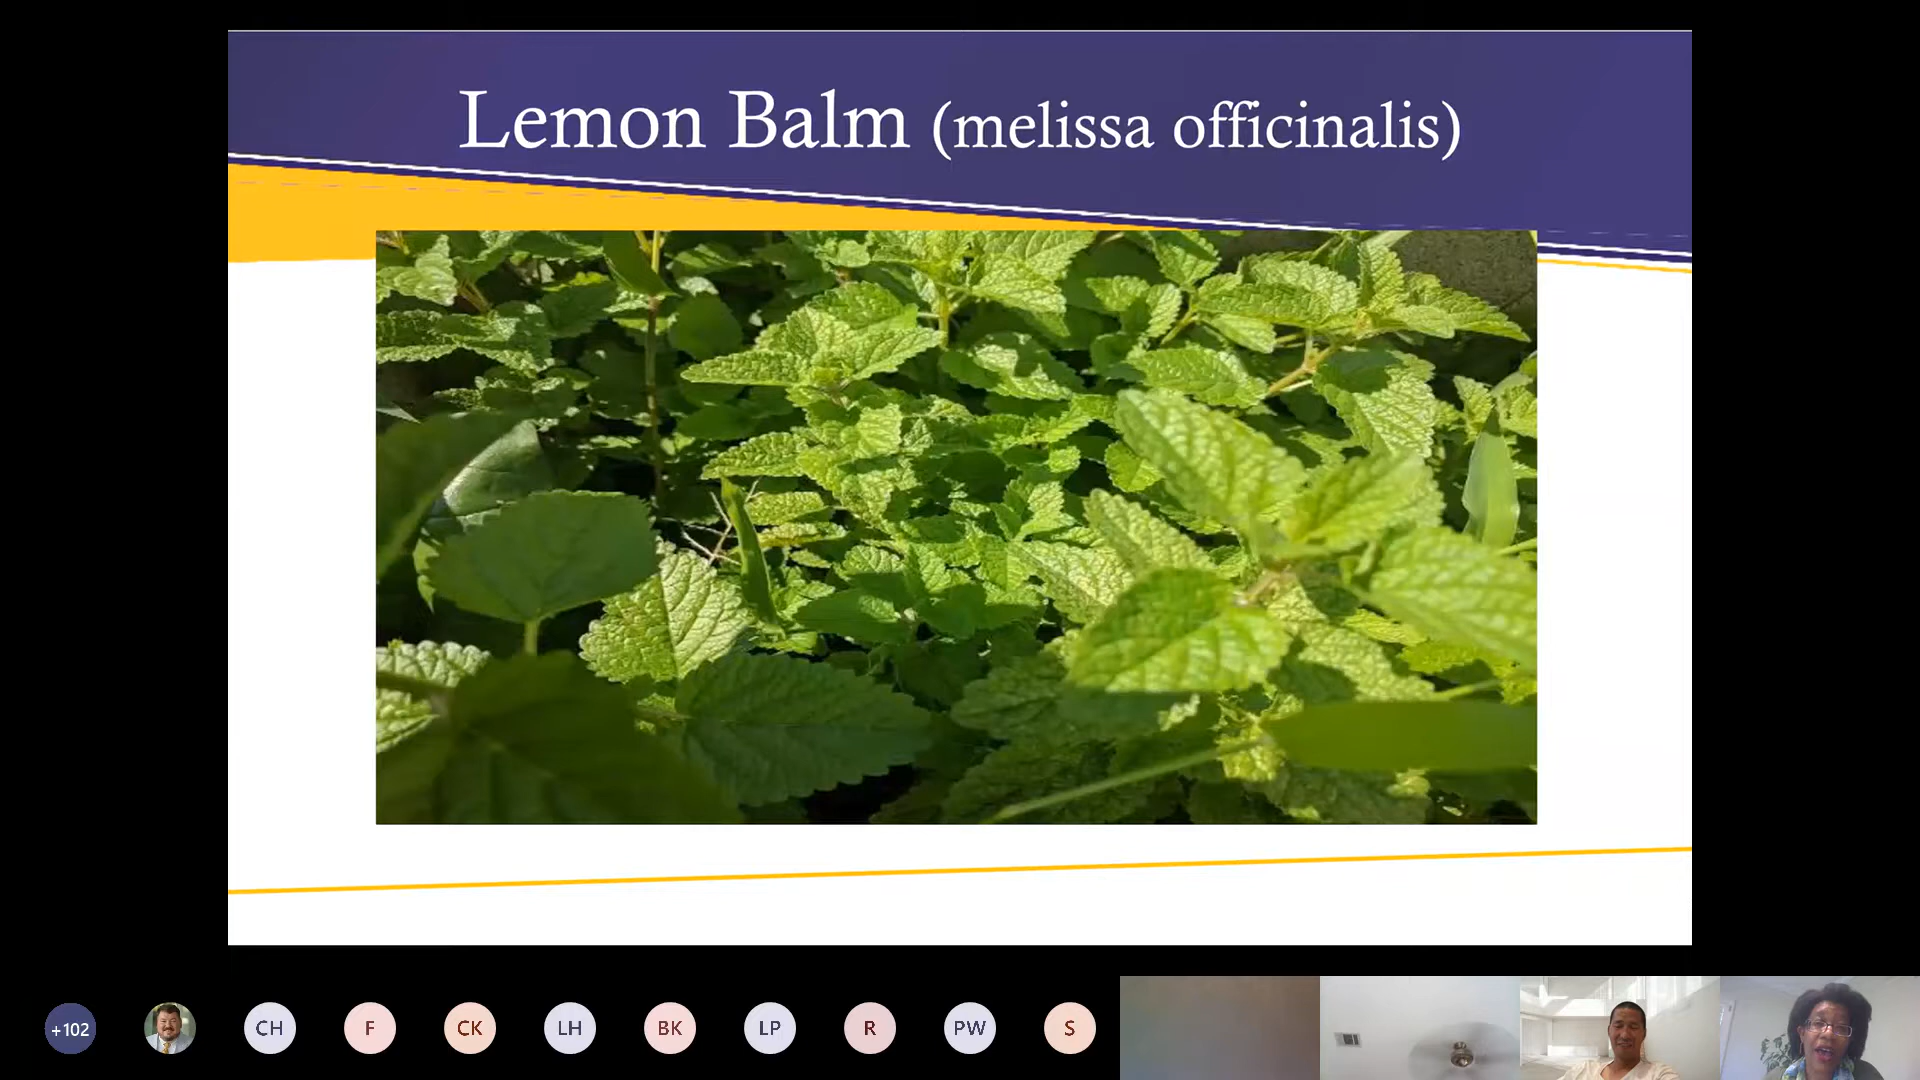 Lemon Balm (melissa officinalis)
+102
CH
F
CK
LH
BK
LP
R
PW
S